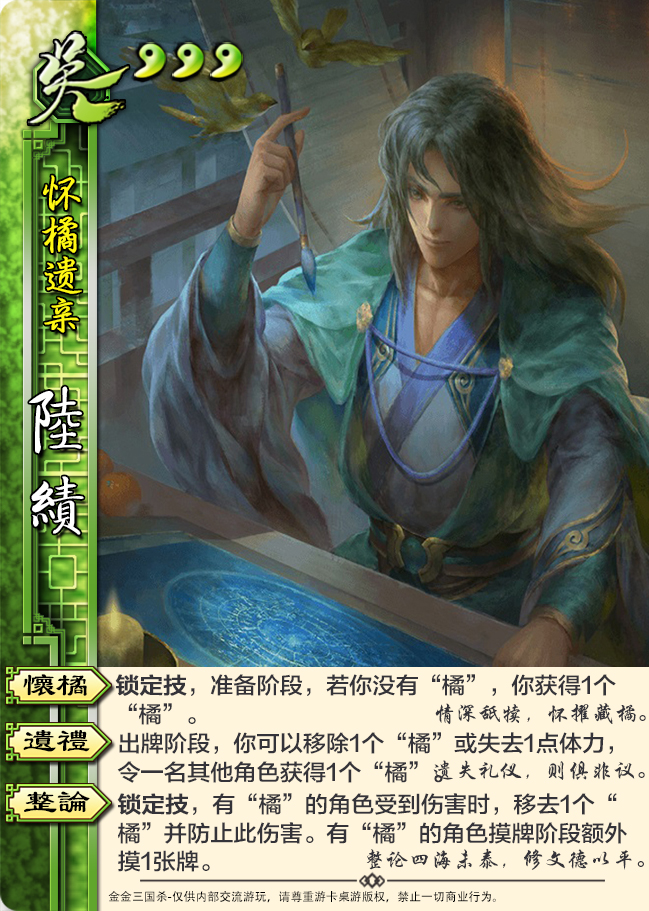 吴
怀橘遗亲
陸績
懷橘
锁定技，准备阶段，若你没有“橘”，你获得1个
“橘”。
情深舐犊，怀擢藏橘。
遺禮
出牌阶段，你可以移除1个“橘”或失去1点体力，
令一名其他角色获得1个“橘”
遗失礼仪，则俱非议。
整論
锁定技，有“橘”的角色受到伤害时，移去1个“
橘”并防止此伤害。有“橘”的角色摸牌阶段额外
摸1张牌。
整论四海未泰，修文德以平。
金金三国杀-仅供内部交流游玩，请尊重游卡桌游版权，禁止一切商业行为。